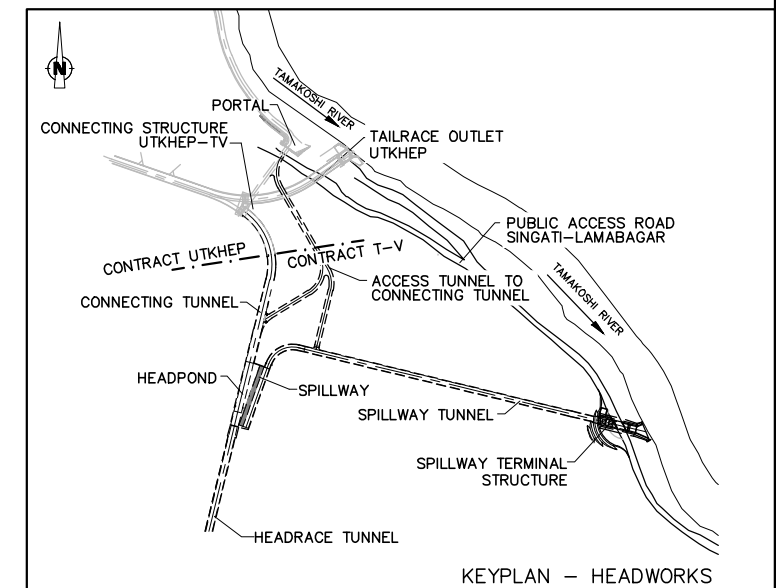 N
TAMAKOSHI RIVER
PORTAL
CONNECTING STRUCTURE
UTKHEP-TV
TAILRACE OUTLET
UTKHEP
PUBLIC ACCESS ROAD
SINGATI-LAMABAGAR
CONTRACT UTKHEP
CONTRACT T-V
TAMAKOSHI RIVER
ACCESS TUNNEL TO
CONNECTING TUNNEL
CONNECTING TUNNEL
HEADPOND
SPILLWAY
SPILLWAY TUNNEL
SPILLWAY TERMINAL
STRUCTURE
HEADRACE TUNNEL
KEYPLAN – HEADWORKS